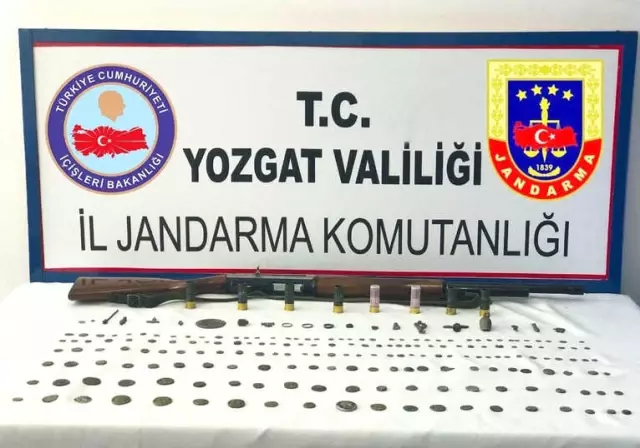 TÜRKİYE CUMHURİYETİ
İÇİŞLERİ BAKANLIĞI
T.C.
YOZGAT VALİLİĞİ
İL JANDARMA KOMUTANLIĞI
1839
JANDARMA